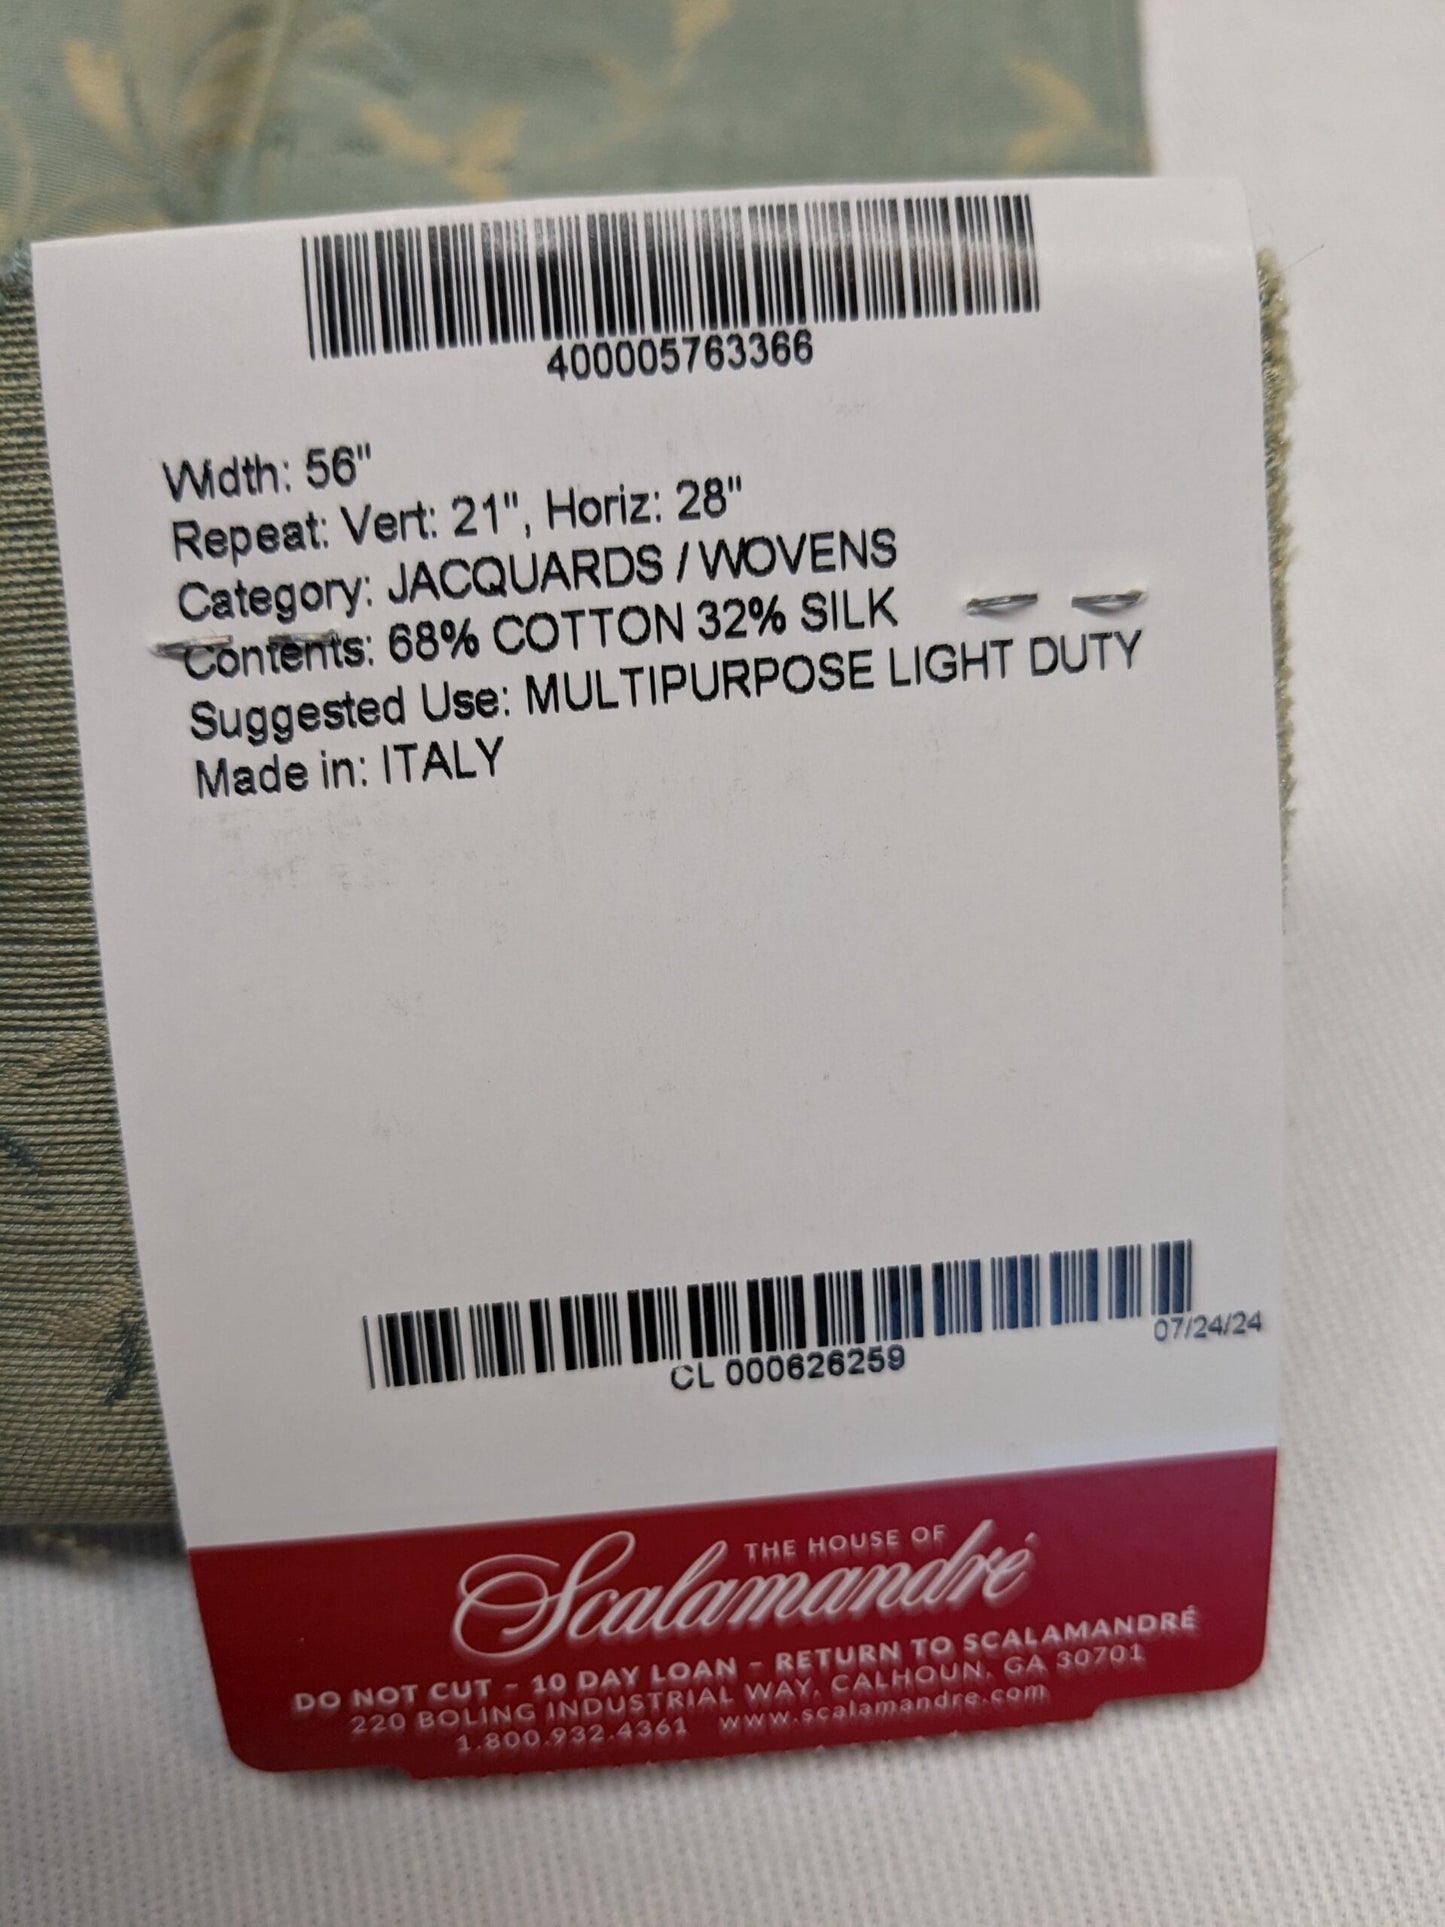 400005763366
Width: 56"
Repeat: Vert: 21", Horiz: 28"
Category: JACQUARDS / WOVENS
Contents: 68% COTTON 32% SILK
Suggested Use: MULTIPURPOSE LIGHT DUTY
Made in: ITALY
CL 000626259
07/24/24
THE HOUSE OF
Scalamandré
DO NOT CUT - 10 DAY LOAN - RETURN TO SCALAMANDRÉ
220 BOLING INDUSTRIAL WAY, CALHOUN, GA 30701
1.800.932.4361 www.scalamandre.com